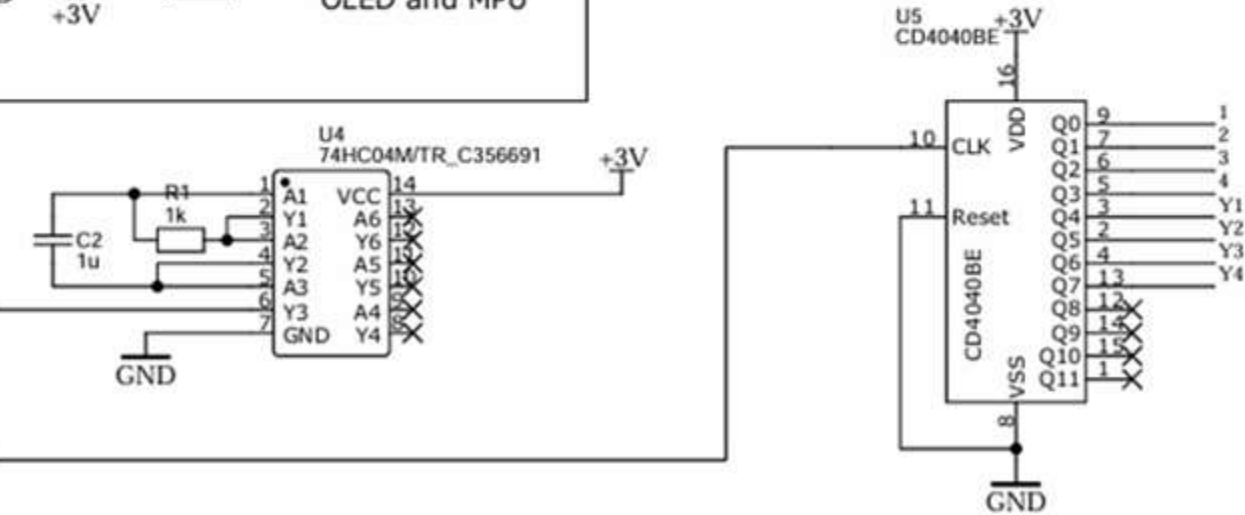 +3V
OLED and MPU
U5
CD4040BE
+3V
16
VDD
10 CLK
11 Reset
CD4040BE
VSS
8
GND
Q0 9 1
Q1 7 2
Q2 6 3
Q3 5 4
Q4 3 Y1
Q5 2 Y2
Q6 4 Y3
Q7 13 Y4
Q8 12
Q9 14
Q10 15
Q11 1
U4
74HC04M/TR_C356691
+3V
R1
1k
C2
1u
1 A1 VCC 14
2 Y1 A6 13
3 A2 Y6 12
4 Y2 A5 11
5 A3 Y5 10
6 Y3 A4 9
7 GND Y4 8
GND